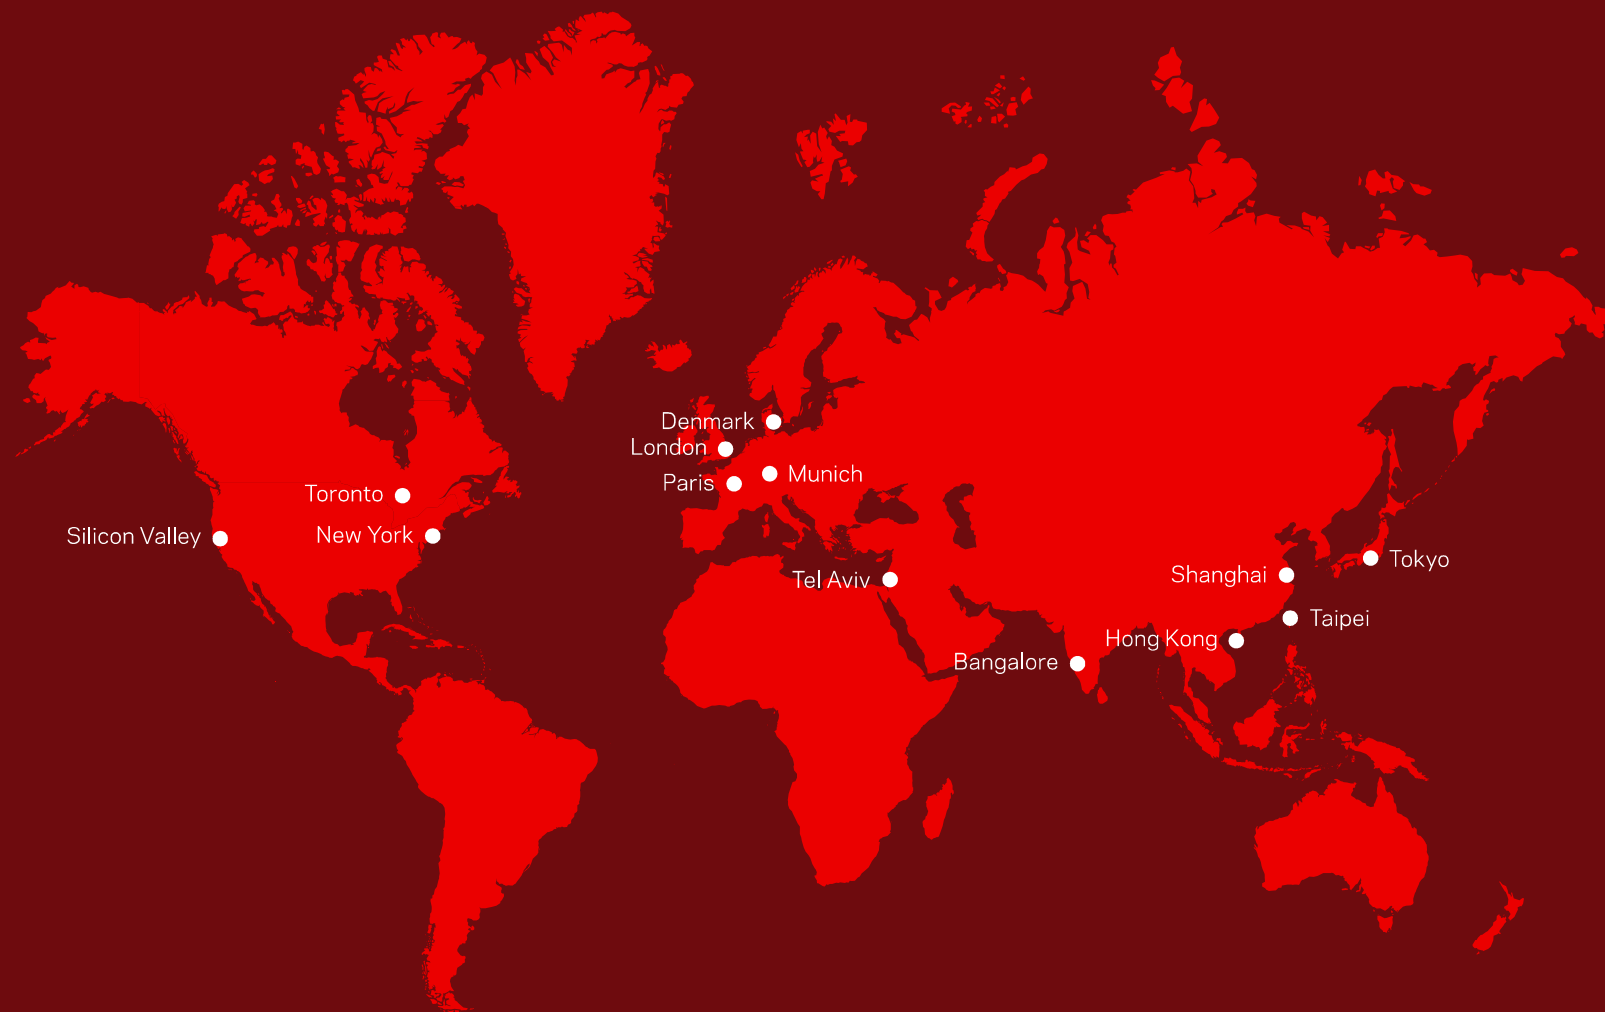 Denmark
London
Munich
Paris
Toronto
Silicon Valley
New York
Tokyo
Shanghai
Tel Aviv
Taipei
Hong Kong
Bangalore